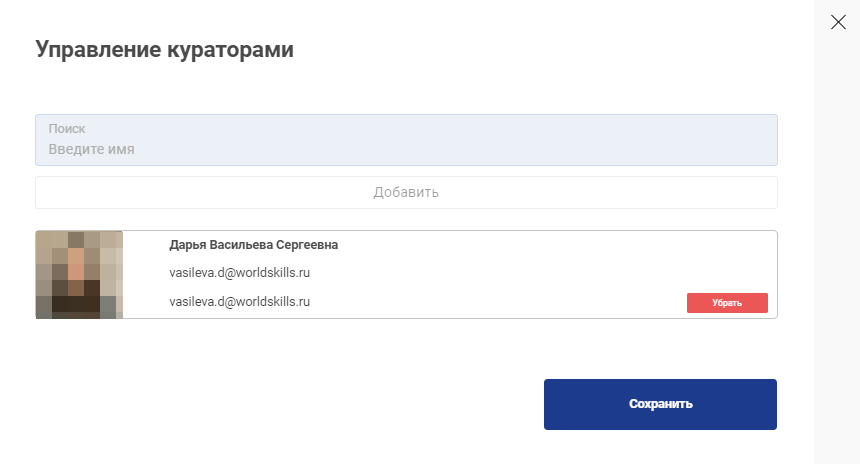 Управление кураторами
Поиск
Введите имя
Добавить
Дарья Васильева Сергеевна
vasileva.d@worldskills.ru
vasileva.d@worldskills.ru
Убрать
Сохранить